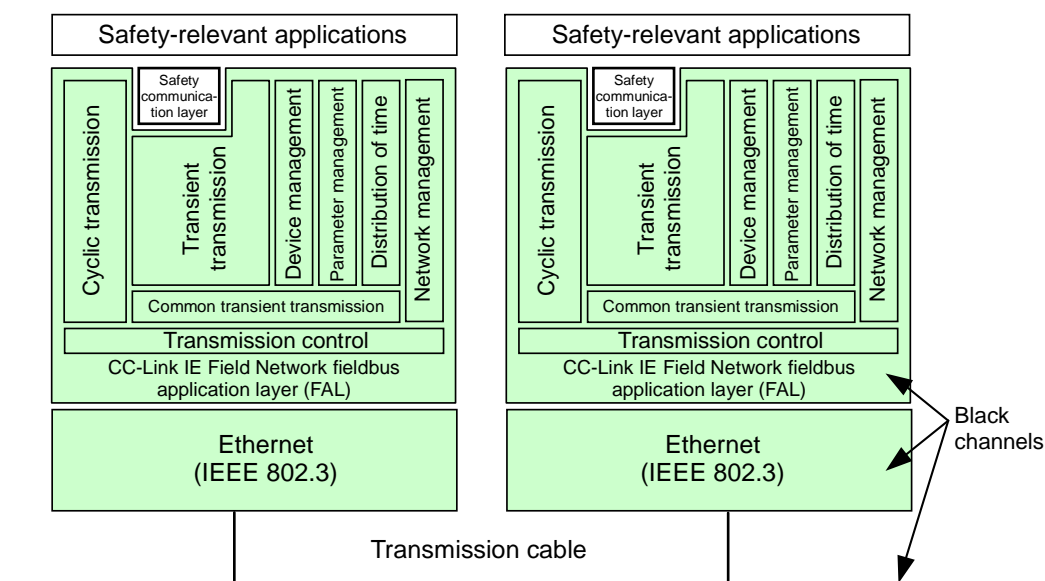 Safety-relevant applications
Safety
communica-
tion layer
Cyclic transmission
Transient
transmission
Device management
Parameter management
Distribution of time
Network management
Common transient transmission
Transmission control
CC-Link IE Field Network fieldbus
application layer (FAL)
Ethernet
(IEEE 802.3)
Safety-relevant applications
Safety
communica-
tion layer
Cyclic transmission
Transient
transmission
Device management
Parameter management
Distribution of time
Network management
Common transient transmission
Transmission control
CC-Link IE Field Network fieldbus
application layer (FAL)
Ethernet
(IEEE 802.3)
Black
channels
Transmission cable